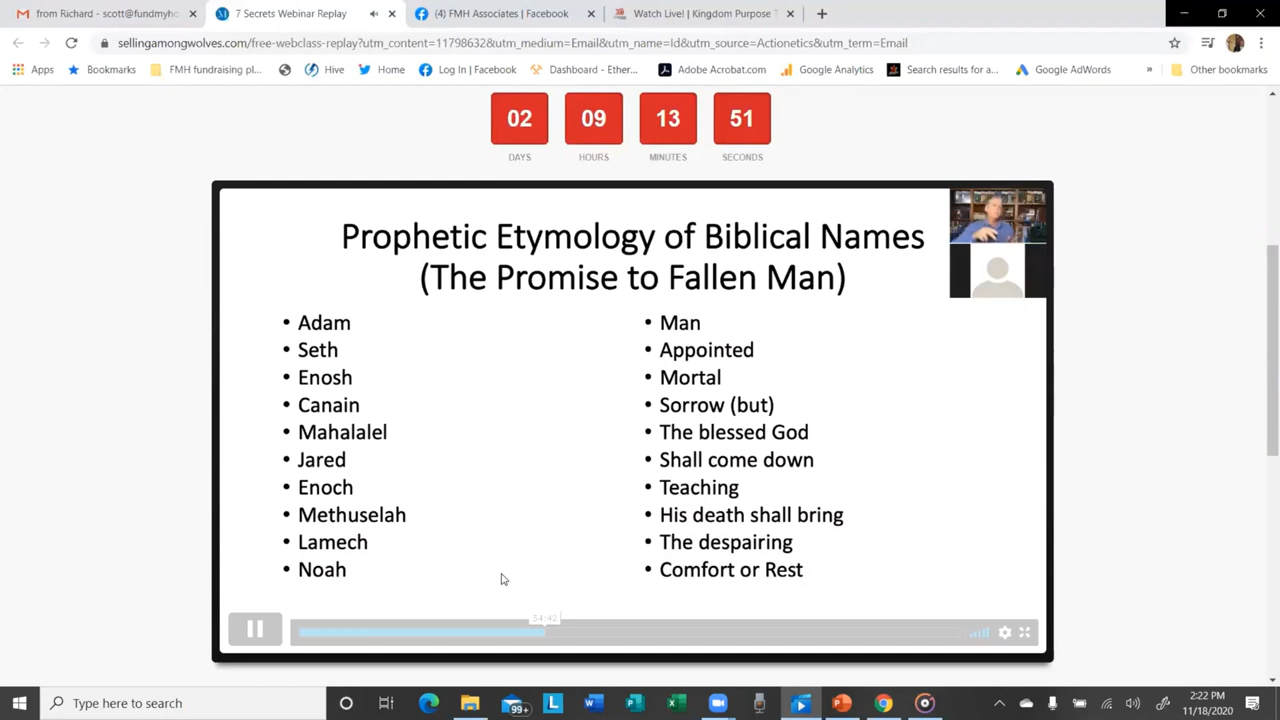 from Richard - scott@fundmyho
7 Secrets Webinar Replay
(4) FMH Associates | Facebook
Watch Live! | Kingdom Purpose T
sellingamongwolves.com/free-webclass-replay?utm_content=11798632&utm_medium=Email&utm_name=Id&utm_source=Actionetics&utm_term=Email
Apps
Bookmarks
FMH fundraising pl...
Hive
Home
Log In | Facebook
Dashboard - Ether...
Adobe Acrobat.com
Google Analytics
Search results for a...
Google AdWords
»
Other bookmarks
02 09 13 51
DAYS HOURS MINUTES SECONDS
Prophetic Etymology of Biblical Names
(The Promise to Fallen Man)
• Adam
• Seth
• Enosh
• Canain
• Mahalalel
• Jared
• Enoch
• Methuselah
• Lamech
• Noah
• Man
• Appointed
• Mortal
• Sorrow (but)
• The blessed God
• Shall come down
• Teaching
• His death shall bring
• The despairing
• Comfort or Rest
54:42
Type here to search
99+
2:22 PM
11/18/2020